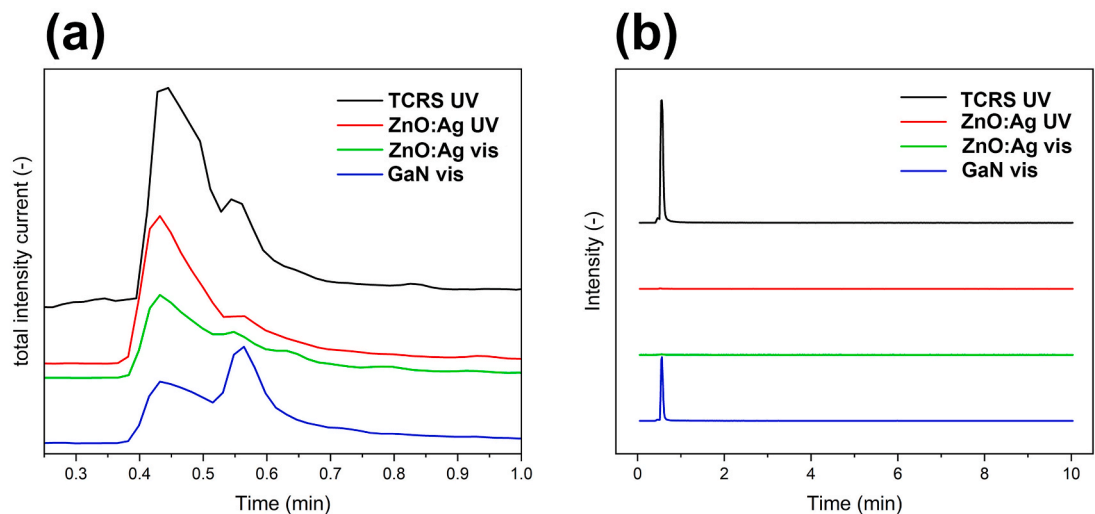 (a)
total intensity current (-)
TCRS UV
ZnO:Ag UV
ZnO:Ag vis
GaN vis
0.3 0.4 0.5 0.6 0.7 0.8 0.9 1.0
Time (min)
(b)
Intensity (-)
TCRS UV
ZnO:Ag UV
ZnO:Ag vis
GaN vis
0 2 4 6 8 10
Time (min)